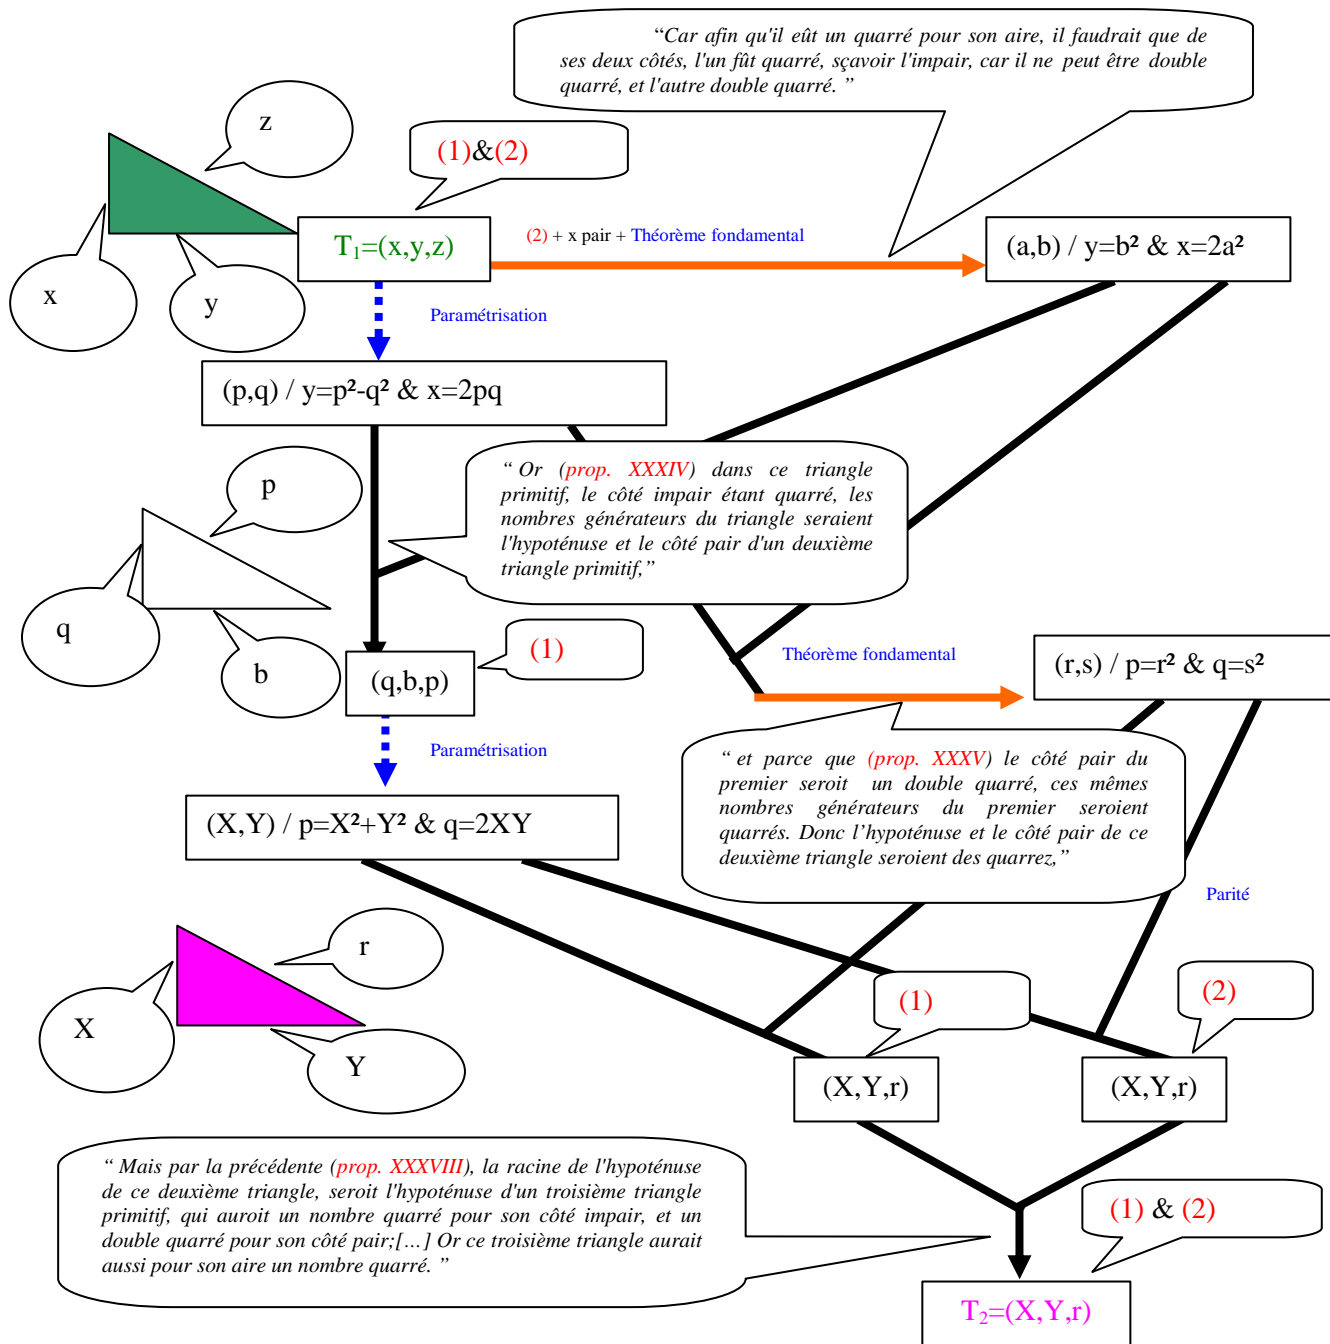 “Car afin qu'il eût un quarré pour son aire, il faudrait que de
ses deux côtés, l'un fût quarré, sçavoir l'impair, car il ne peut être double
quarré, et l'autre double quarré. ”
z
(1)&(2)
T₁=(x,y,z)
(2) + x pair + Théorème fondamental
(a,b) / y=b² & x=2a²
x
y
Paramétrisation
(p,q) / y=p²-q² & x=2pq
“ Or (prop. XXXIV) dans ce triangle
primitif, le côté impair étant quarré, les
nombres générateurs du triangle seraient
l'hypoténuse et le côté pair d'un deuxième
triangle primitif,”
p
q
b
(1)
(q,b,p)
Théorème fondamental
(r,s) / p=r² & q=s²
Paramétrisation
“ et parce que (prop. XXXV) le côté pair du
premier seroit un double quarré, ces mêmes
nombres générateurs du premier seroient
quarrés. Donc l’hypoténuse et le côté pair de ce
deuxième triangle seroient des quarrez,”
(X,Y) / p=X²+Y² & q=2XY
Parité
r
X
Y
(1)
(2)
(X,Y,r)
(X,Y,r)
“ Mais par la précédente (prop. XXXVIII), la racine de l'hypoténuse
de ce deuxième triangle, seroit l'hypoténuse d'un troisième triangle
primitif, qui auroit un nombre quarré pour son côté impair, et un
double quarré pour son côté pair;[…] Or ce troisième triangle aurait
aussi pour son aire un nombre quarré. ”
(1) & (2)
T₂=(X,Y,r)